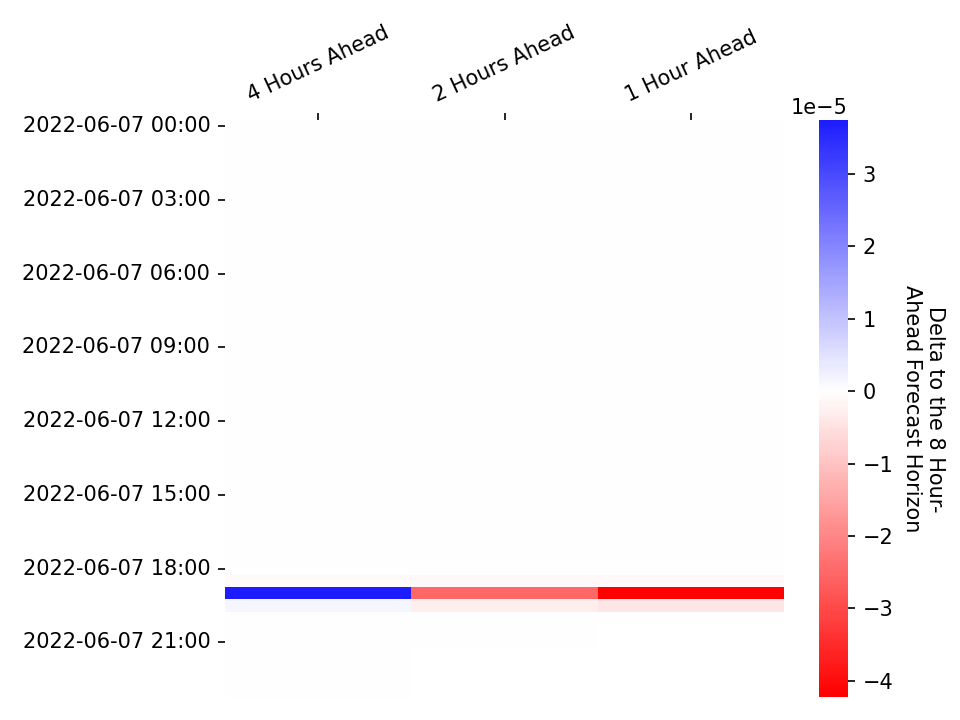 4 Hours Ahead
2 Hours Ahead
1 Hour Ahead
1e−5
2022-06-07 00:00
2022-06-07 03:00
2022-06-07 06:00
2022-06-07 09:00
2022-06-07 12:00
2022-06-07 15:00
2022-06-07 18:00
2022-06-07 21:00
3
2
1
0
−1
−2
−3
−4
Delta to the 8 Hour-
Ahead Forecast Horizon